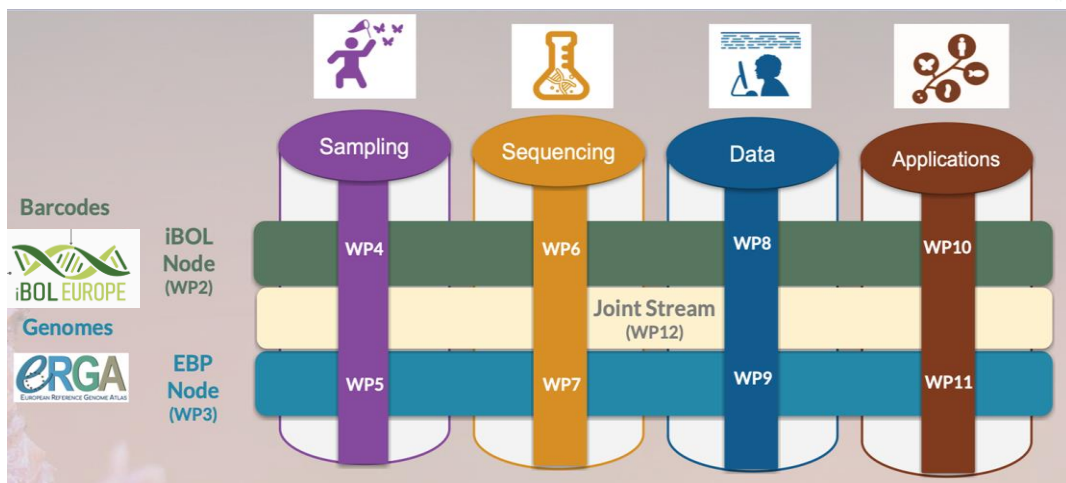 Sampling
Sequencing
Data
Applications
Barcodes
iBOL EUROPE
iBOL
Node
(WP2)
WP4
WP6
WP8
WP10
Joint Stream
(WP12)
Genomes
eRGA
EUROPEAN REFERENCE GENOME ATLAS
EBP
Node
(WP3)
WP5
WP7
WP9
WP11